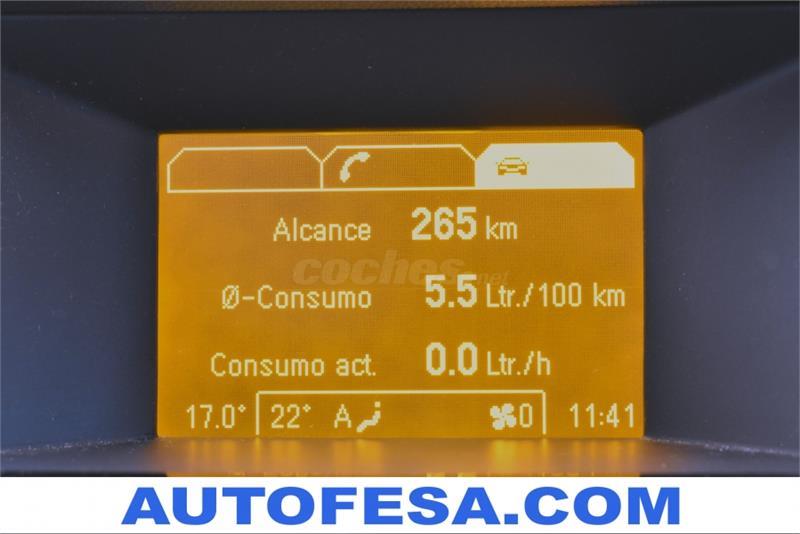 Alcance 265 km
coches.net
Ø-Consumo 5.5 Ltr./100 km
Consumo act. 0.0 Ltr./h
17.0° 22° A 0 11:41
AUTOFESA.COM